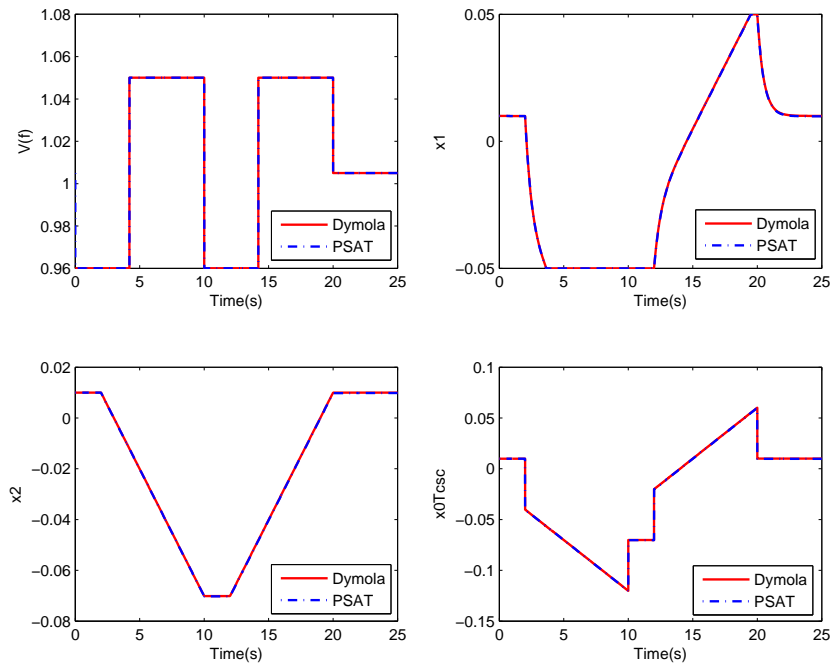 1.08
1.06
1.04
1.02
1
0.98
0.96
V(f)
0 5 10 15 20 25
Time(s)
Dymola
PSAT
0.05
0
−0.05
x1
0 5 10 15 20 25
Time(s)
Dymola
PSAT
0.02
0
−0.02
−0.04
−0.06
−0.08
x2
0 5 10 15 20 25
Time(s)
Dymola
PSAT
0.1
0.05
0
−0.05
−0.1
−0.15
x0Tcsc
0 5 10 15 20 25
Time(s)
Dymola
PSAT